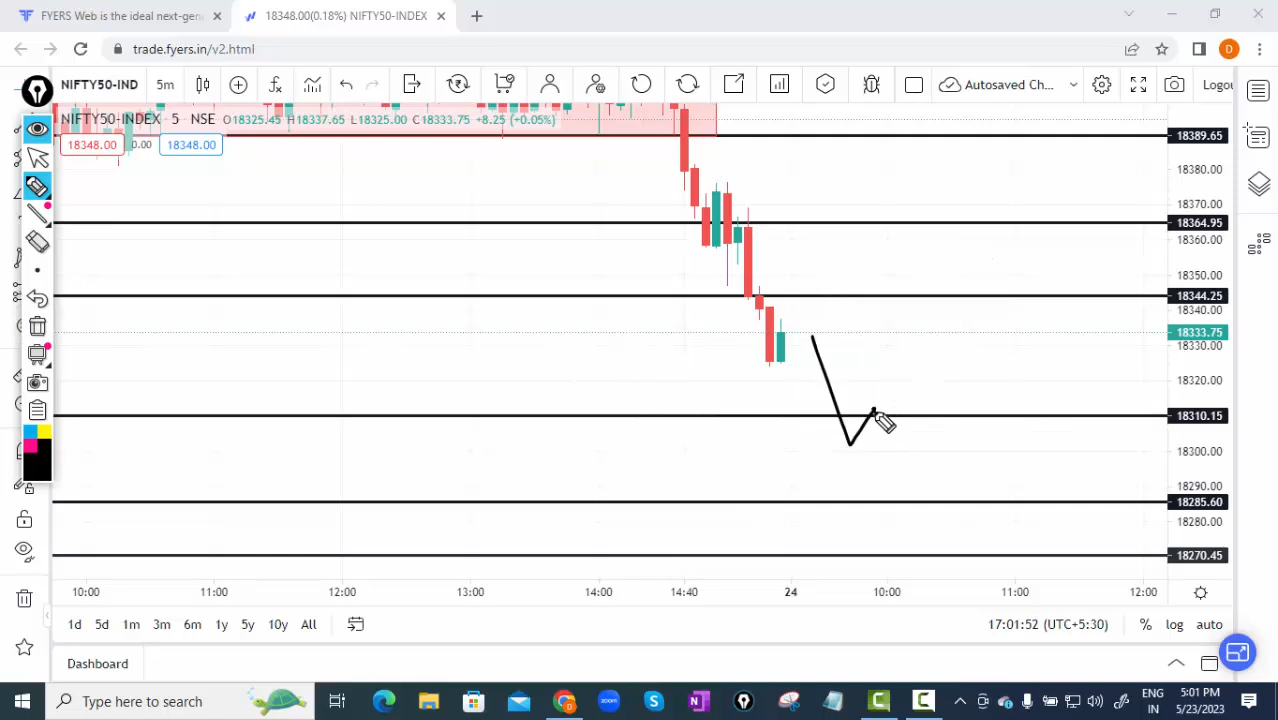 FYERS Web is the ideal next-gene
18348.00(0.18%) NIFTY50-INDEX
trade.fyers.in/v2.html
D
NIFTY50-IND
5m
Autosaved Ch...
Logou
NIFTY50-INDEX 5 NSE O18325.45 H18337.65 L18325.00 C18333.75 +8.25 (+0.05%)
18348.00 0.00 18348.00
18389.65
18380.00
18370.00
18364.95
18360.00
18350.00
18344.25
18340.00
18333.75
18330.00
18320.00
18310.15
18300.00
18290.00
18285.60
18280.00
18270.45
10:00 11:00 12:00 13:00 14:00 14:40 24 10:00 11:00 12:00
1d 5d 1m 3m 6m 1y 5y 10y All
17:01:52 (UTC+5:30) % log auto
Dashboard
Type here to search
zoom
ENG
IN
5:01 PM
5/23/2023